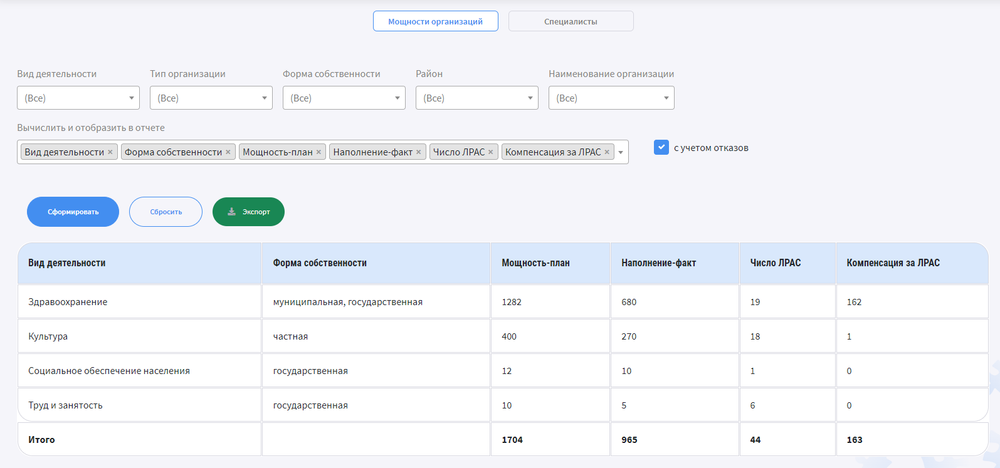 Мощности организаций Специалисты
Вид деятельности Тип организации Форма собственности Район Наименование организации
(Все) (Все) (Все) (Все) (Все)
Вычислить и отобразить в отчете
Вид деятельности × Форма собственности × Мощность-план × Наполнение-факт × Число ЛРАС × Компенсация за ЛРАС × с учетом отказов
Сформировать Сбросить Экспорт
Вид деятельности Форма собственности Мощность-план Наполнение-факт Число ЛРАС Компенсация за ЛРАС
Здравоохранение муниципальная, государственная 1282 680 19 162
Культура частная 400 270 18 1
Социальное обеспечение населения государственная 12 10 1 0
Труд и занятость государственная 10 5 6 0
Итого 1704 965 44 163